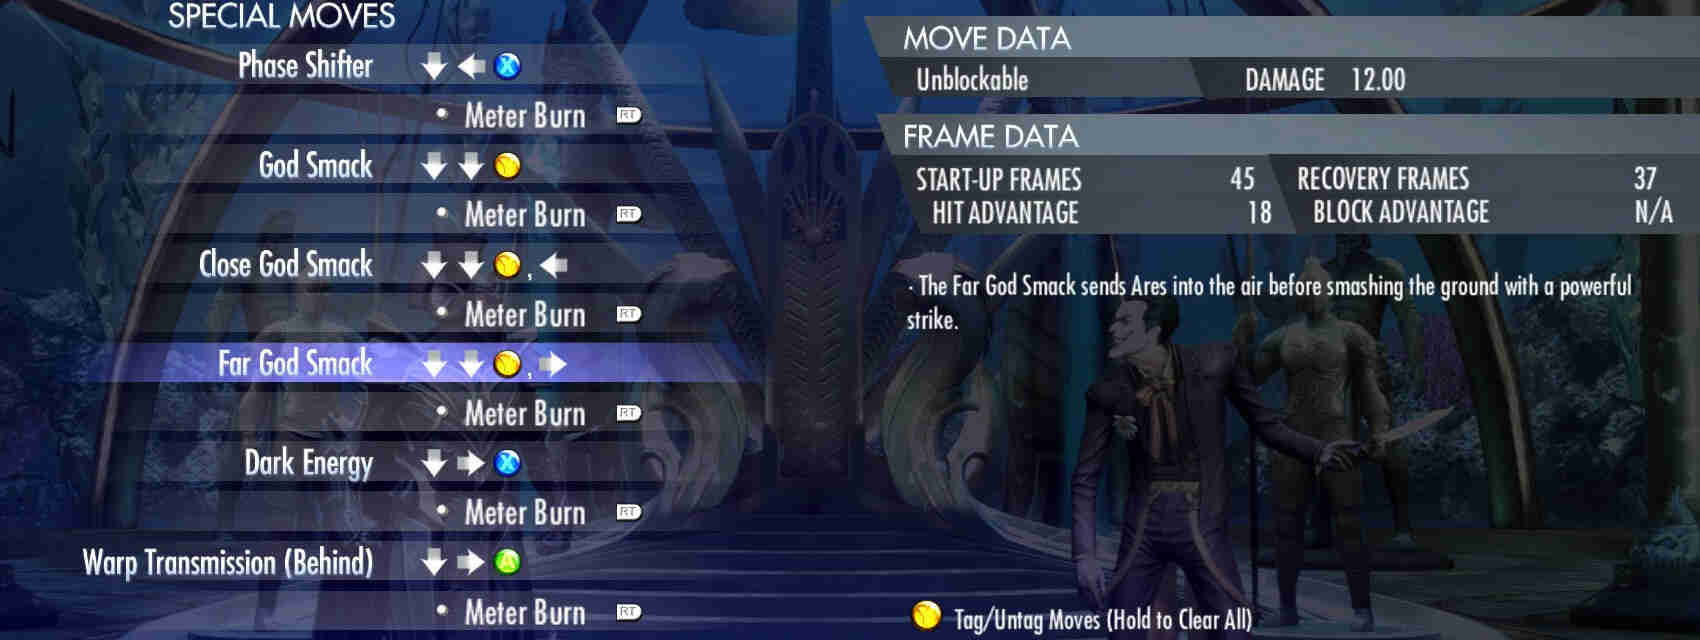 SPECIAL MOVES
Phase Shifter X
• Meter Burn RT
God Smack Y
• Meter Burn RT
Close God Smack Y ,
• Meter Burn RT
Far God Smack Y ,
• Meter Burn RT
Dark Energy X
• Meter Burn RT
Warp Transmission (Behind) A
• Meter Burn RT
MOVE DATA
Unblockable DAMAGE 12.00
FRAME DATA
START-UP FRAMES 45 RECOVERY FRAMES 37
HIT ADVANTAGE 18 BLOCK ADVANTAGE N/A
· The Far God Smack sends Ares into the air before smashing the ground with a powerful
strike.
Y Tag/Untag Moves (Hold to Clear All)